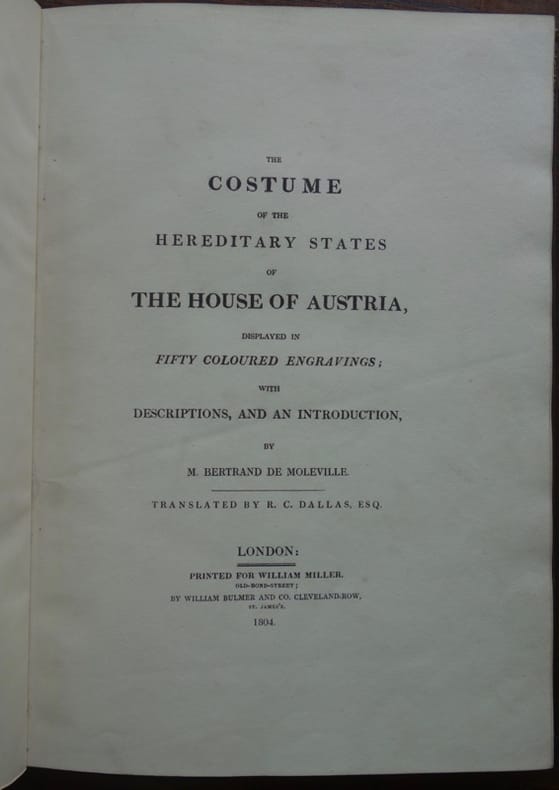 THE
COSTUME
OF THE
HEREDITARY STATES
OF
THE HOUSE OF AUSTRIA,
DISPLAYED IN
FIFTY COLOURED ENGRAVINGS;
WITH
DESCRIPTIONS, AND AN INTRODUCTION,
BY
M. BERTRAND DE MOLEVILLE.
TRANSLATED BY R. C. DALLAS, ESQ.
LONDON:
PRINTED FOR WILLIAM MILLER,
OLD-BOND-STREET;
BY WILLIAM BULMER AND CO. CLEVELAND-ROW,
ST. JAMES'S.
1804.